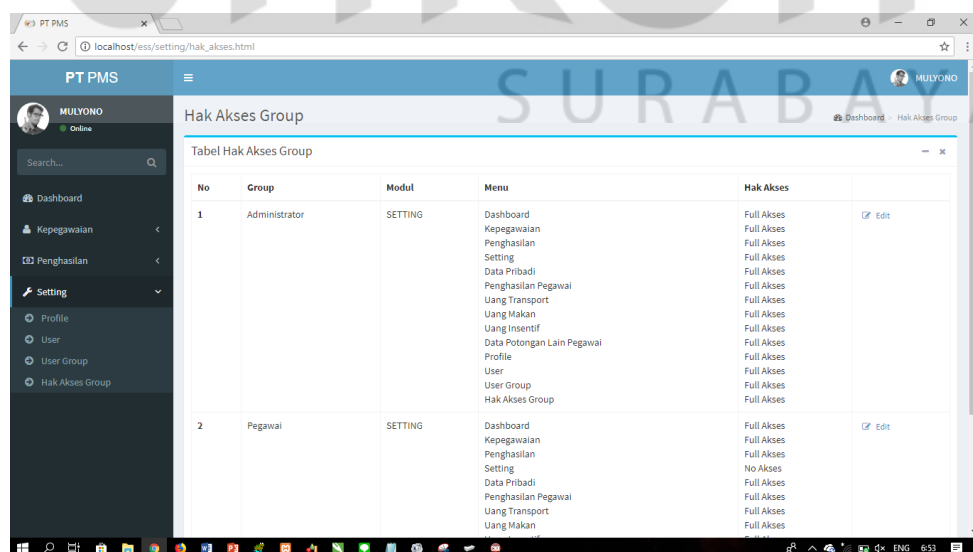 PT PMS
localhost/ess/setting/hak_akses.html
PT PMS
MULYONO
SURABAYA
MULYONO
Online
Hak Akses Group
Dashboard > Hak Akses Group
Search...
Tabel Hak Akses Group
Dashboard
Kepegawaian
Penghasilan
Setting
Profile
User
User Group
Hak Akses Group
No Group Modul Menu Hak Akses
1 Administrator SETTING Dashboard Full Akses Edit
Kepegawaian Full Akses
Penghasilan Full Akses
Setting Full Akses
Data Pribadi Full Akses
Penghasilan Pegawai Full Akses
Uang Transport Full Akses
Uang Makan Full Akses
Uang Insentif Full Akses
Data Potongan Lain Pegawai Full Akses
Profile Full Akses
User Full Akses
User Group Full Akses
Hak Akses Group Full Akses
2 Pegawai SETTING Dashboard Full Akses Edit
Kepegawaian Full Akses
Penghasilan Full Akses
Setting No Akses
Data Pribadi Full Akses
Penghasilan Pegawai Full Akses
Uang Transport Full Akses
Uang Makan Full Akses
ENG 6:53